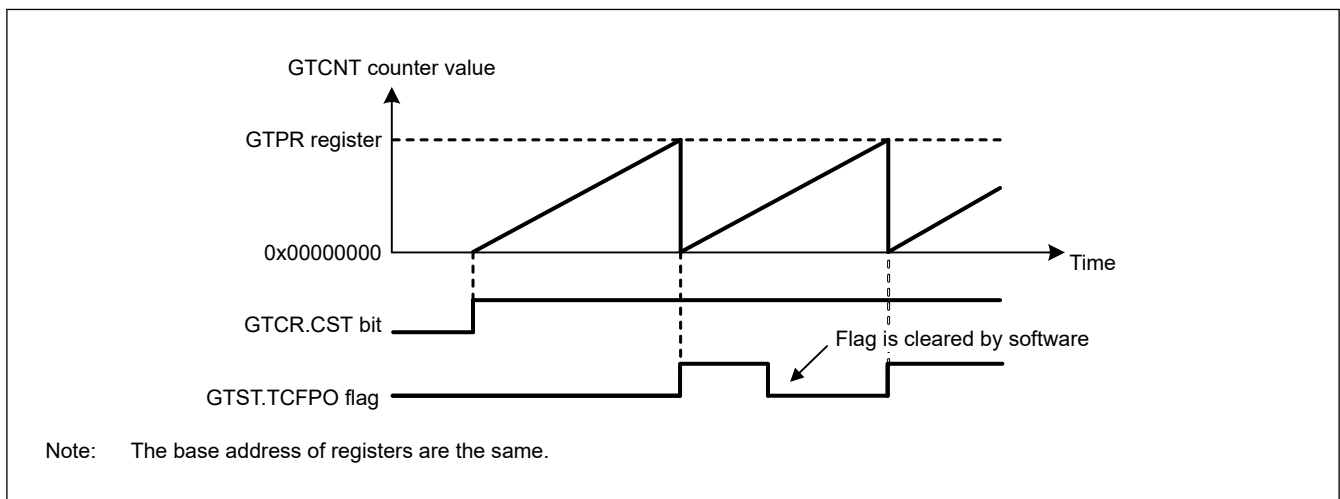 GTCNT counter value
GTPR register
0x00000000
Time
GTCR.CST bit
Flag is cleared by software
GTST.TCFPO flag
Note: The base address of registers are the same.